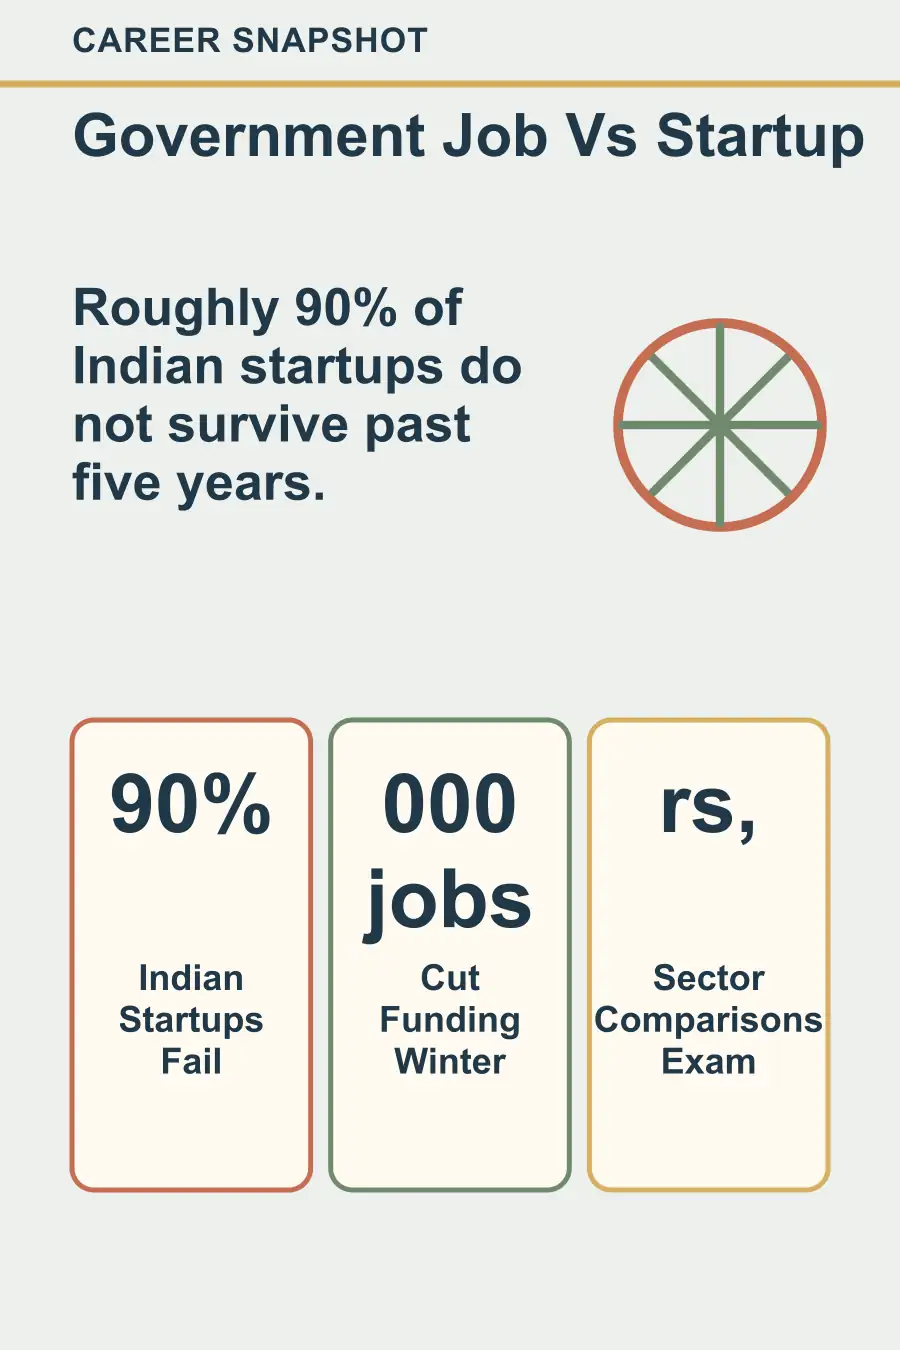 CAREER SNAPSHOT
Government Job Vs Startup
Roughly 90% of
Indian startups do
not survive past
five years.
90%
Indian
Startups
Fail
000
jobs
Cut
Funding
Winter
rs,
Sector
Comparisons
Exam